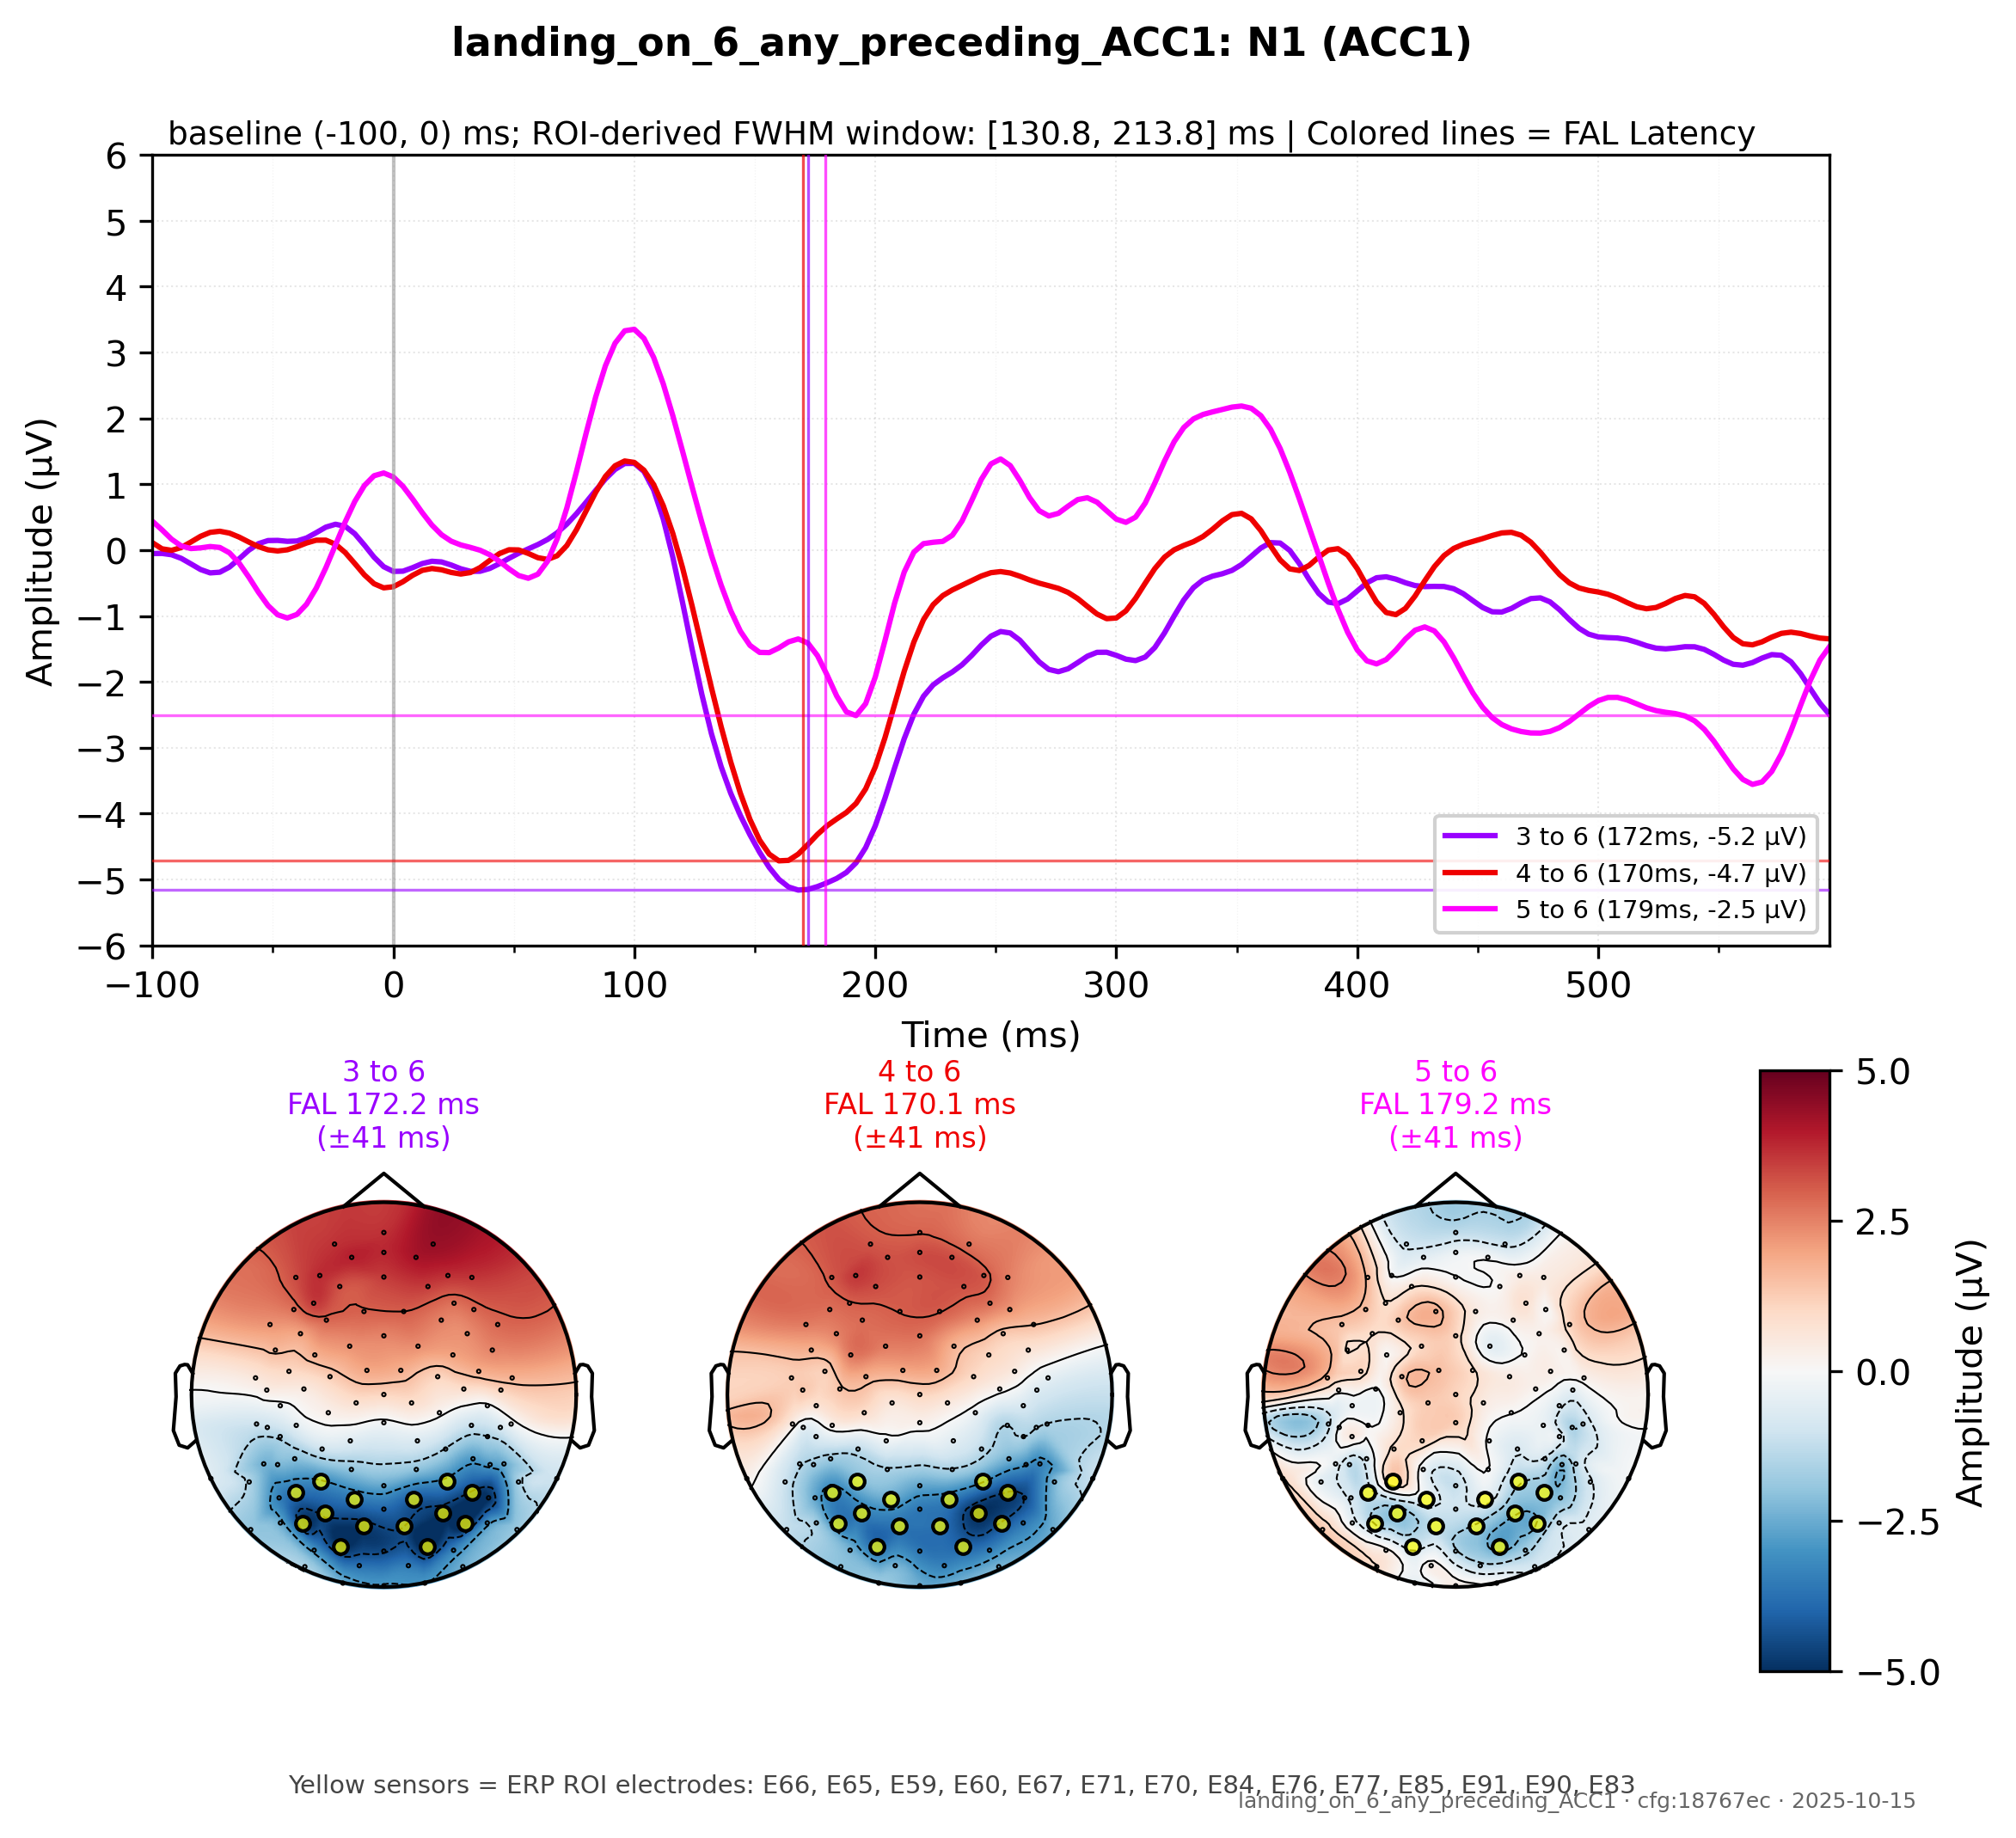 landing_on_6_any_preceding_ACC1: N1 (ACC1)
baseline (-100, 0) ms; ROI-derived FWHM window: [130.8, 213.8] ms | Colored lines = FAL Latency
6
5
4
3
2
1
0
−1
−2
−3
−4
−5
−6
Amplitude (µV)
3 to 6 (172ms, -5.2 µV)
4 to 6 (170ms, -4.7 µV)
5 to 6 (179ms, -2.5 µV)
−100
0
100
200
300
400
500
Time (ms)
3 to 6
FAL 172.2 ms
(±41 ms)
4 to 6
FAL 170.1 ms
(±41 ms)
5 to 6
FAL 179.2 ms
(±41 ms)
5.0
2.5
0.0
−2.5
−5.0
Amplitude (µV)
Yellow sensors = ERP ROI electrodes: E66, E65, E59, E60, E67, E71, E70, E84, E76, E77, E85, E91, E90, E83
landing_on_6_any_preceding_ACC1 · cfg:18767ec · 2025-10-15